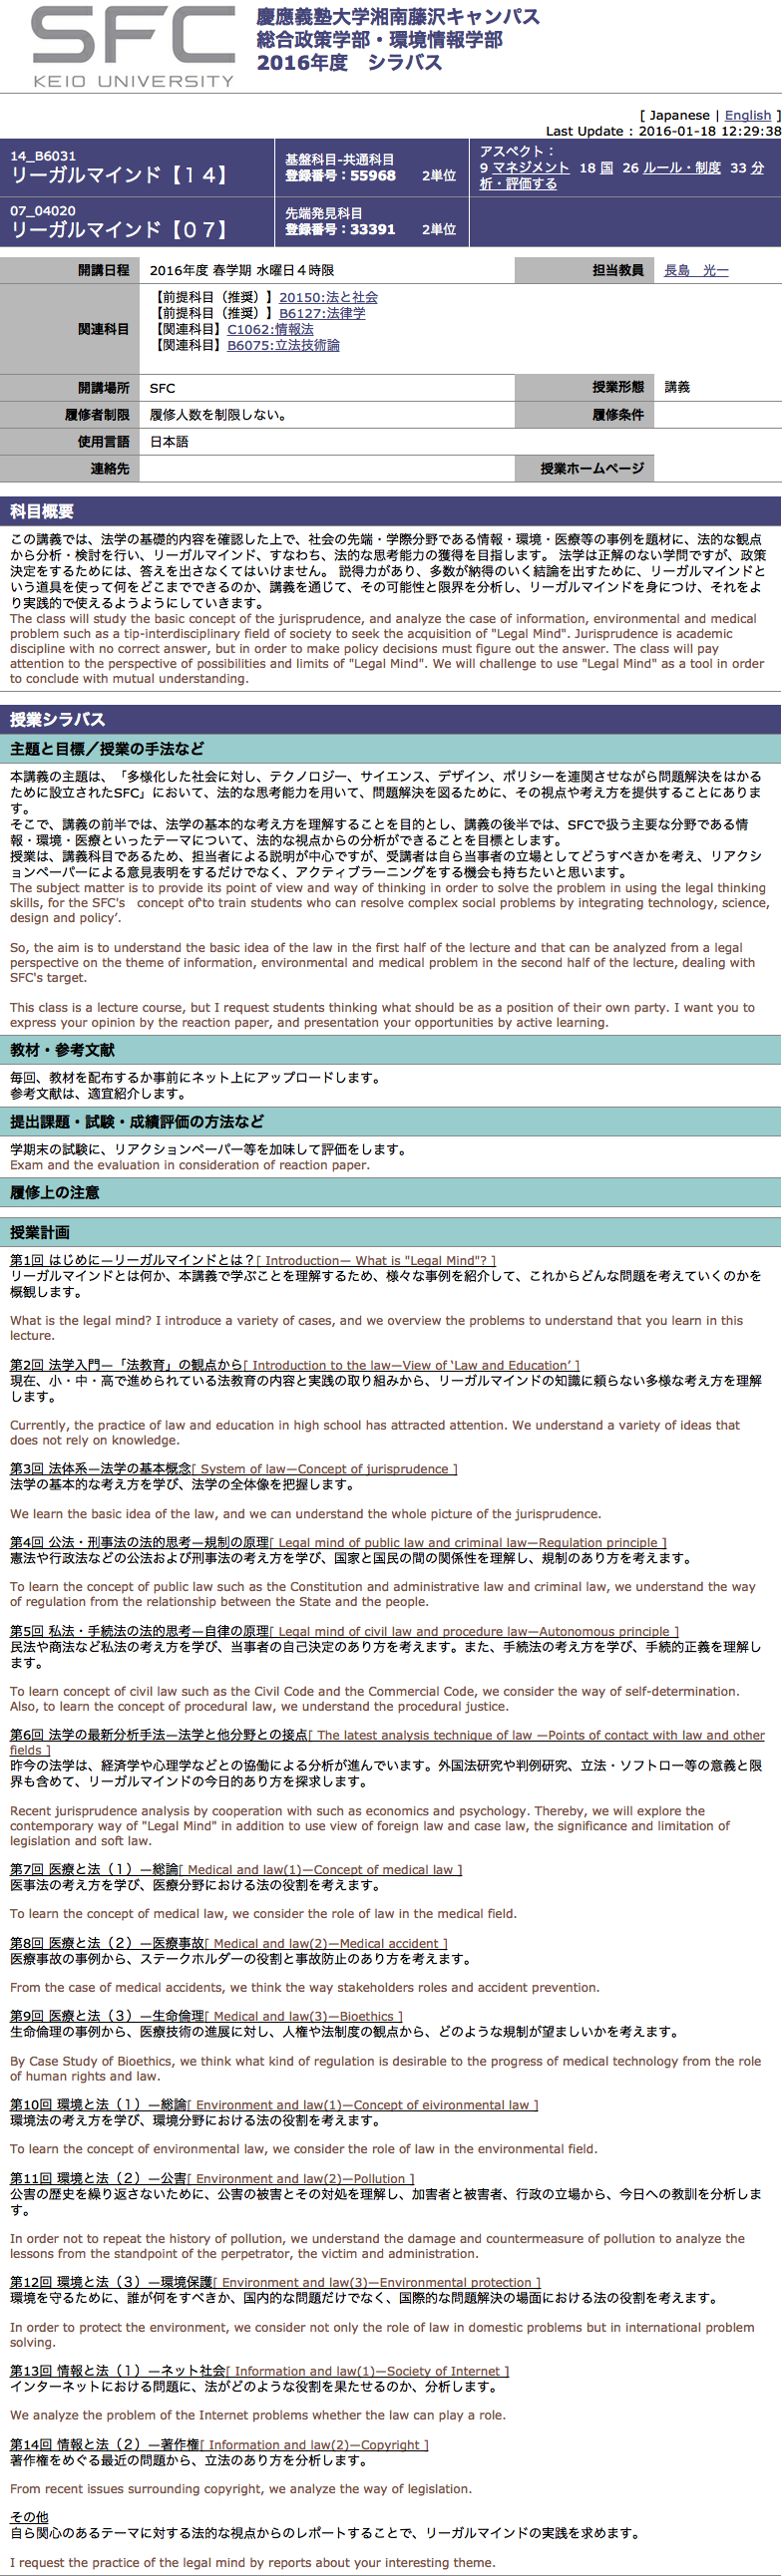 SFC
KEIO UNIVERSITY
慶應義塾大学湘南藤沢キャンパス
総合政策学部・環境情報学部
2016年度　シラバス
[ Japanese | English ]
Last Update : 2016-01-18 12:29:38
14_B6031
リーガルマインド【１４】
基盤科目-共通科目
登録番号：55968　2単位
アスペクト：
9 マネジメント 18 国 26 ルール・制度 33 分
析・評価する
07_04020
リーガルマインド【０７】
先端発見科目
登録番号：33391　2単位
開講日程　2016年度 春学期 水曜日４時限　担当教員　長島　光一
関連科目
【前提科目（推奨）】20150:法と社会
【前提科目（推奨）】B6127:法律学
【関連科目】C1062:情報法
【関連科目】B6075:立法技術論
開講場所　SFC　授業形態　講義
履修者制限　履修人数を制限しない。　履修条件
使用言語　日本語
連絡先　授業ホームページ
科目概要
この講義では、法学の基礎的内容を確認した上で、社会の先端・学際分野である情報・環境・医療等の事例を題材に、法的な観点
から分析・検討を行い、リーガルマインド、すなわち、法的な思考能力の獲得を目指します。 法学は正解のない学問ですが、政策
決定をするためには、答えを出さなくてはいけません。 説得力があり、多数が納得のいく結論を出すために、リーガルマインドと
いう道具を使って何をどこまでできるのか、講義を通じて、その可能性と限界を分析し、リーガルマインドを身につけ、それをよ
り実践的で使えるようようにしていきます。
The class will study the basic concept of the jurisprudence, and analyze the case of information, environmental and medical
problem such as a tip-interdisciplinary field of society to seek the acquisition of "Legal Mind". Jurisprudence is academic
discipline with no correct answer, but in order to make policy decisions must figure out the answer. The class will pay
attention to the perspective of possibilities and limits of "Legal Mind". We will challenge to use "Legal Mind" as a tool in order
to conclude with mutual understanding.
授業シラバス
主題と目標／授業の手法など
本講義の主題は、「多様化した社会に対し、テクノロジー、サイエンス、デザイン、ポリシーを連関させながら問題解決をはかる
ために設立されたSFC」において、法的な思考能力を用いて、問題解決を図るために、その視点や考え方を提供することにありま
す。
そこで、講義の前半では、法学の基本的な考え方を理解することを目的とし、講義の後半では、SFCで扱う主要な分野である情
報・環境・医療といったテーマについて、法的な視点からの分析ができることを目標とします。
授業は、講義科目であるため、担当者による説明が中心ですが、受講者は自ら当事者の立場としてどうすべきかを考え、リアクシ
ョンペーパーによる意見表明をするだけでなく、アクティブラーニングをする機会も持ちたいと思います。
The subject matter is to provide its point of view and way of thinking in order to solve the problem in using the legal thinking
skills, for the SFC's　concept of‘to train students who can resolve complex social problems by integrating technology, science,
design and policy’.
So, the aim is to understand the basic idea of the law in the first half of the lecture and that can be analyzed from a legal
perspective on the theme of information, environmental and medical problem in the second half of the lecture, dealing with
SFC's target.
This class is a lecture course, but I request students thinking what should be as a position of their own party. I want you to
express your opinion by the reaction paper, and presentation your opportunities by active learning.
教材・参考文献
毎回、教材を配布するか事前にネット上にアップロードします。
参考文献は、適宜紹介します。
提出課題・試験・成績評価の方法など
学期末の試験に、リアクションペーパー等を加味して評価をします。
Exam and the evaluation in consideration of reaction paper.
履修上の注意
授業計画
第1回 はじめに—リーガルマインドとは？[ Introduction— What is "Legal Mind"? ]
リーガルマインドとは何か、本講義で学ぶことを理解するため、様々な事例を紹介して、これからどんな問題を考えていくのかを
概観します。
What is the legal mind? I introduce a variety of cases, and we overview the problems to understand that you learn in this
lecture.
第2回 法学入門—「法教育」の観点から[ Introduction to the law—View of ‘Law and Education’ ]
現在、小・中・高で進められている法教育の内容と実践の取り組みから、リーガルマインドの知識に頼らない多様な考え方を理解
します。
Currently, the practice of law and education in high school has attracted attention. We understand a variety of ideas that
does not rely on knowledge.
第3回 法体系—法学の基本概念[ System of law—Concept of jurisprudence ]
法学の基本的な考え方を学び、法学の全体像を把握します。
We learn the basic idea of the law, and we can understand the whole picture of the jurisprudence.
第4回 公法・刑事法の法的思考—規制の原理[ Legal mind of public law and criminal law—Regulation principle ]
憲法や行政法などの公法および刑事法の考え方を学び、国家と国民の間の関係性を理解し、規制のあり方を考えます。
To learn the concept of public law such as the Constitution and administrative law and criminal law, we understand the way
of regulation from the relationship between the State and the people.
第5回 私法・手続法の法的思考—自律の原理[ Legal mind of civil law and procedure law—Autonomous principle ]
民法や商法など私法の考え方を学び、当事者の自己決定のあり方を考えます。また、手続法の考え方を学び、手続的正義を理解し
ます。
To learn concept of civil law such as the Civil Code and the Commercial Code, we consider the way of self-determination.
Also, to learn the concept of procedural law, we understand the procedural justice.
第6回 法学の最新分析手法—法学と他分野との接点[ The latest analysis technique of law —Points of contact with law and other
fields ]
昨今の法学は、経済学や心理学などとの協働による分析が進んでいます。外国法研究や判例研究、立法・ソフトロー等の意義と限
界も含めて、リーガルマインドの今日的あり方を探求します。
Recent jurisprudence analysis by cooperation with such as economics and psychology. Thereby, we will explore the
contemporary way of "Legal Mind" in addition to use view of foreign law and case law, the significance and limitation of
legislation and soft law.
第7回 医療と法（１）—総論[ Medical and law(1)—Concept of medical law ]
医事法の考え方を学び、医療分野における法の役割を考えます。
To learn the concept of medical law, we consider the role of law in the medical field.
第8回 医療と法（２）—医療事故[ Medical and law(2)—Medical accident ]
医療事故の事例から、ステークホルダーの役割と事故防止のあり方を考えます。
From the case of medical accidents, we think the way stakeholders roles and accident prevention.
第9回 医療と法（３）—生命倫理[ Medical and law(3)—Bioethics ]
生命倫理の事例から、医療技術の進展に対し、人権や法制度の観点から、どのような規制が望ましいかを考えます。
By Case Study of Bioethics, we think what kind of regulation is desirable to the progress of medical technology from the role
of human rights and law.
第10回 環境と法（１）—総論[ Environment and law(1)—Concept of eivironmental law ]
環境法の考え方を学び、環境分野における法の役割を考えます。
To learn the concept of environmental law, we consider the role of law in the environmental field.
第11回 環境と法（２）—公害[ Environment and law(2)—Pollution ]
公害の歴史を繰り返さないために、公害の被害とその対処を理解し、加害者と被害者、行政の立場から、今日への教訓を分析しま
す。
In order not to repeat the history of pollution, we understand the damage and countermeasure of pollution to analyze the
lessons from the standpoint of the perpetrator, the victim and administration.
第12回 環境と法（３）—環境保護[ Environment and law(3)—Environmental protection ]
環境を守るために、誰が何をすべきか、国内的な問題だけでなく、国際的な問題解決の場面における法の役割を考えます。
In order to protect the environment, we consider not only the role of law in domestic problems but in international problem
solving.
第13回 情報と法（１）—ネット社会[ Information and law(1)—Society of Internet ]
インターネットにおける問題に、法がどのような役割を果たせるのか、分析します。
We analyze the problem of the Internet problems whether the law can play a role.
第14回 情報と法（２）—著作権[ Information and law(2)—Copyright ]
著作権をめぐる最近の問題から、立法のあり方を分析します。
From recent issues surrounding copyright, we analyze the way of legislation.
その他
自ら関心のあるテーマに対する法的な視点からのレポートすることで、リーガルマインドの実践を求めます。
I request the practice of the legal mind by reports about your interesting theme.